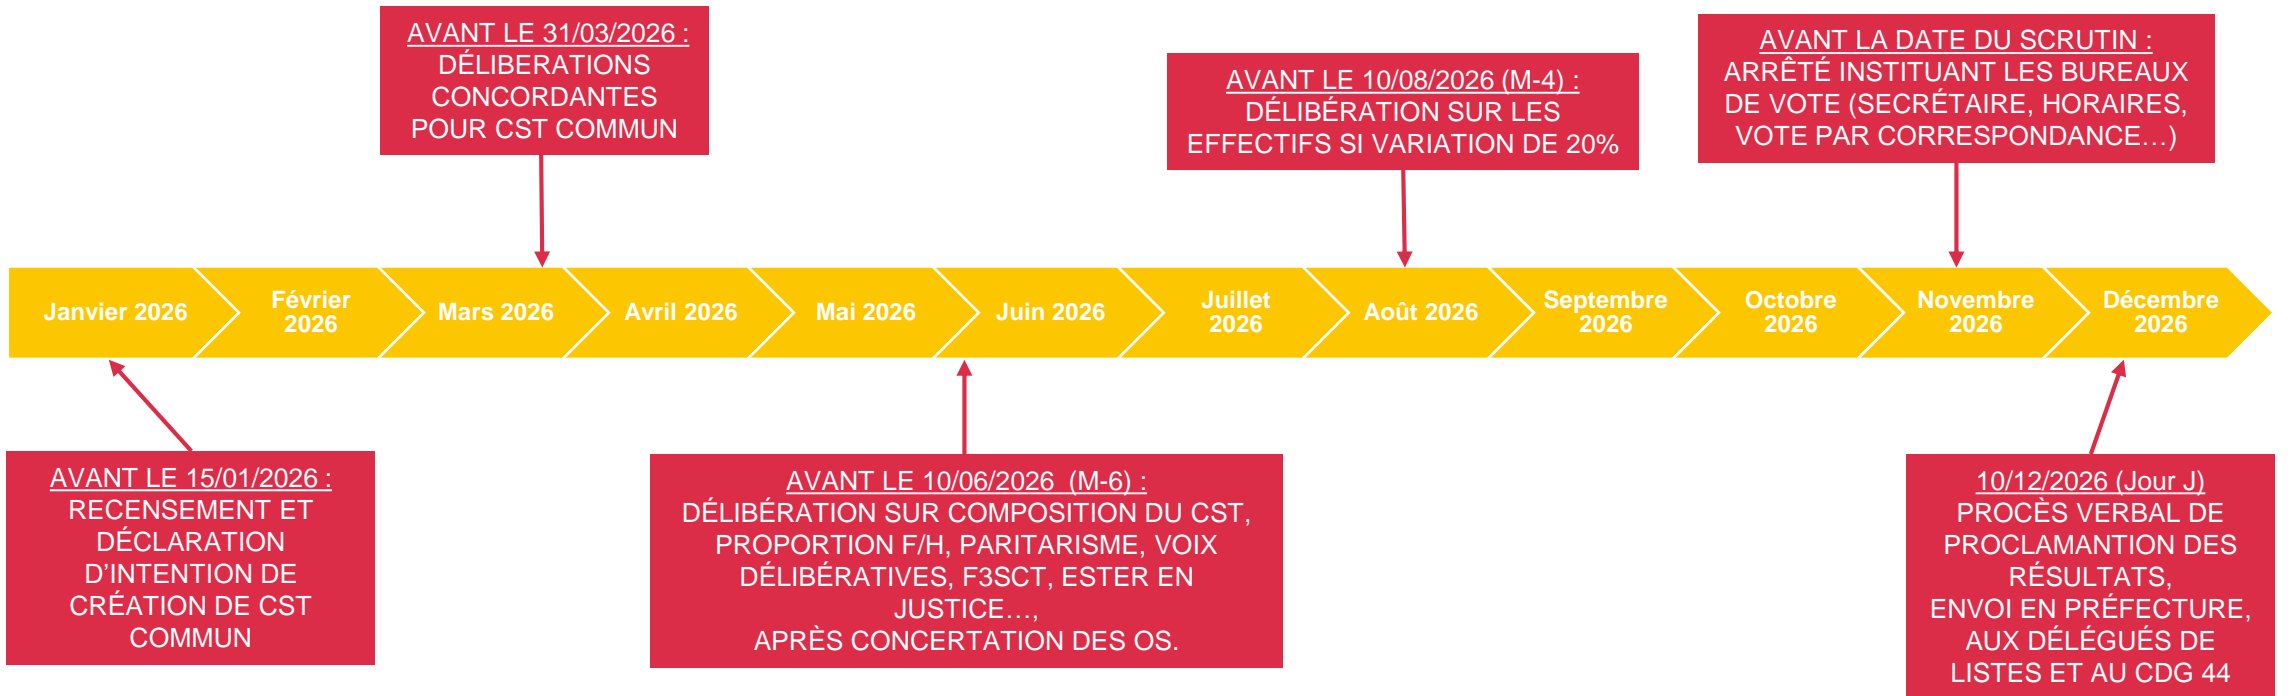 AVANT LE 31/03/2026 :
DÉLIBERATIONS
CONCORDANTES
POUR CST COMMUN
AVANT LE 10/08/2026 (M-4) :
DÉLIBÉRATION SUR LES
EFFECTIFS SI VARIATION DE 20%
AVANT LA DATE DU SCRUTIN :
ARRÊTÉ INSTITUANT LES BUREAUX
DE VOTE (SECRÉTAIRE, HORAIRES,
VOTE PAR CORRESPONDANCE…)
Janvier 2026
Février
2026
Mars 2026
Avril 2026
Mai 2026
Juin 2026
Juillet
2026
Août 2026
Septembre
2026
Octobre
2026
Novembre
2026
Décembre
2026
AVANT LE 15/01/2026 :
RECENSEMENT ET
DÉCLARATION
D'INTENTION DE
CRÉATION DE CST
COMMUN
AVANT LE 10/06/2026 (M-6) :
DÉLIBÉRATION SUR COMPOSITION DU CST,
PROPORTION F/H, PARITARISME, VOIX
DÉLIBÉRATIVES, F3SCT, ESTER EN
JUSTICE…,
APRÈS CONCERTATION DES OS.
10/12/2026 (Jour J)
PROCÈS VERBAL DE
PROCLAMANTION DES
RÉSULTATS,
ENVOI EN PRÉFECTURE,
AUX DÉLÉGUÉS DE
LISTES ET AU CDG 44